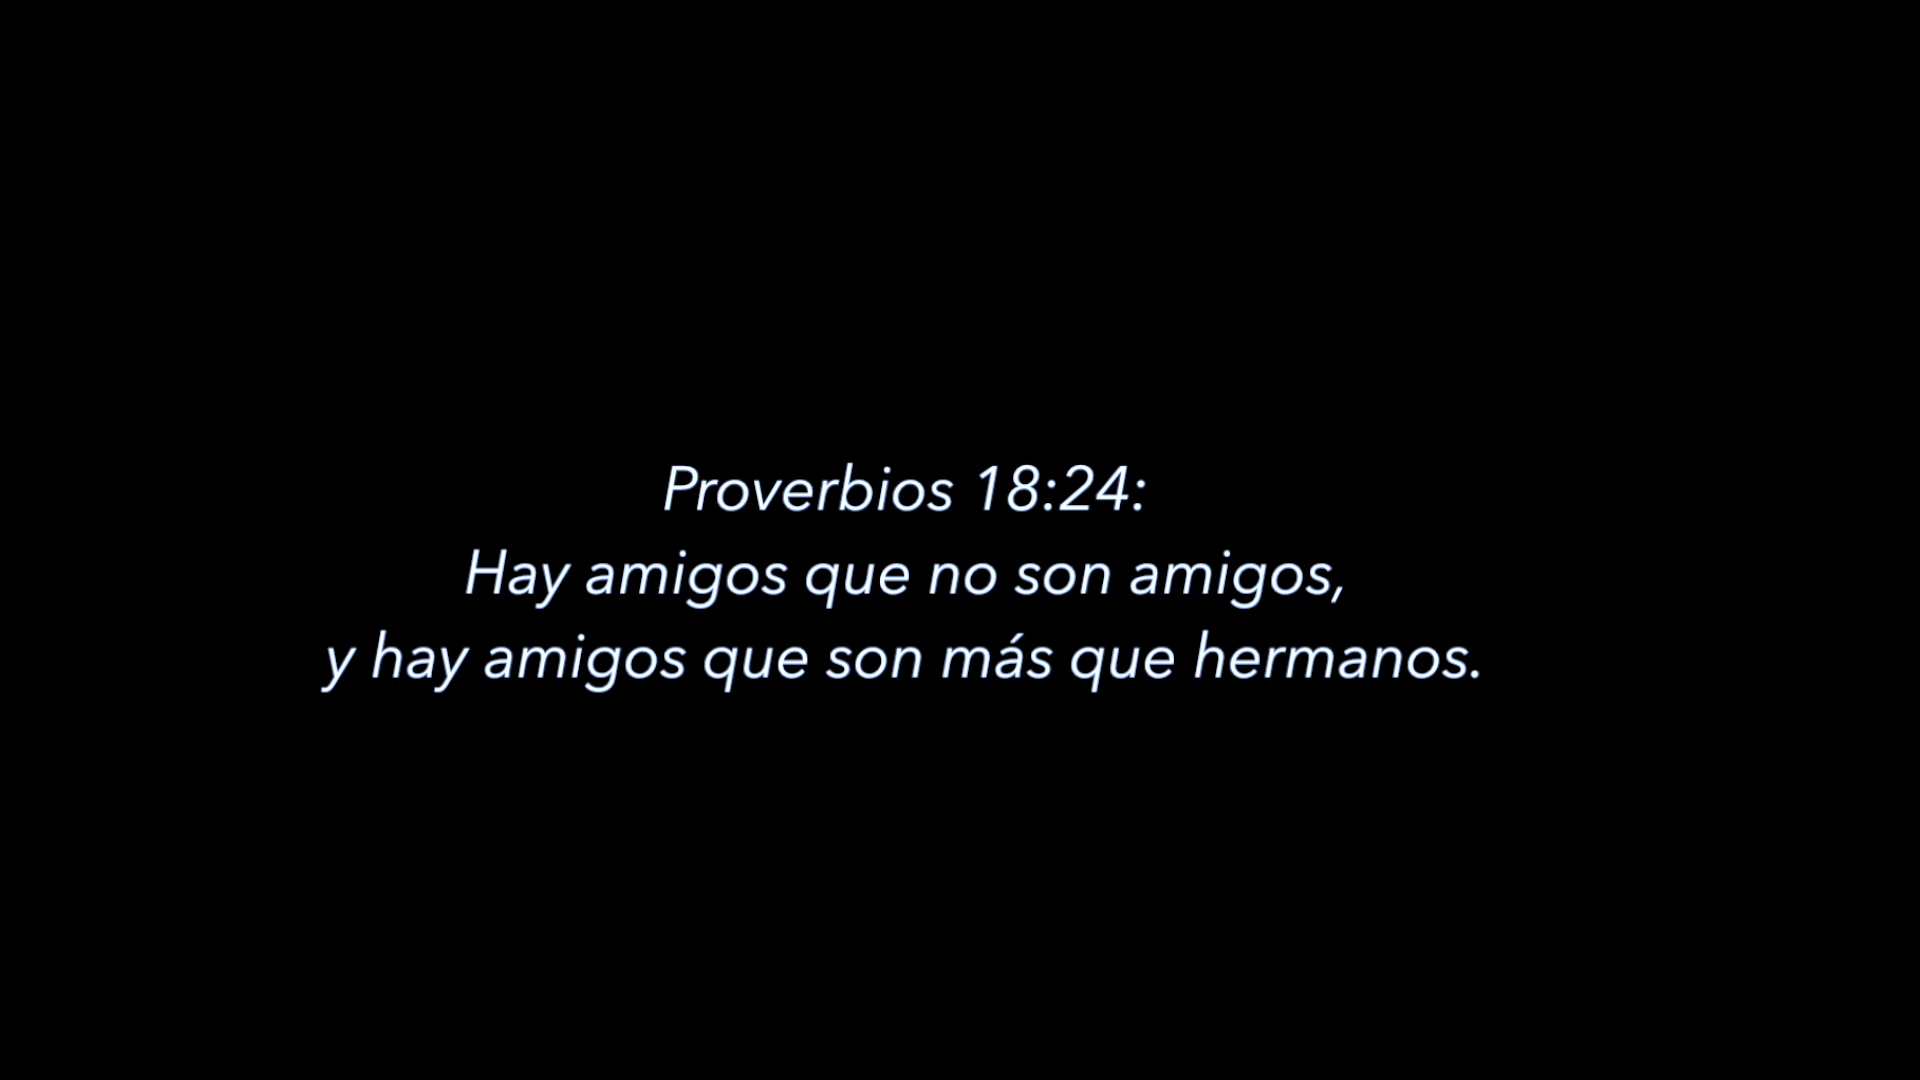 Proverbios 18:24:
Hay amigos que no son amigos,
y hay amigos que son más que hermanos.